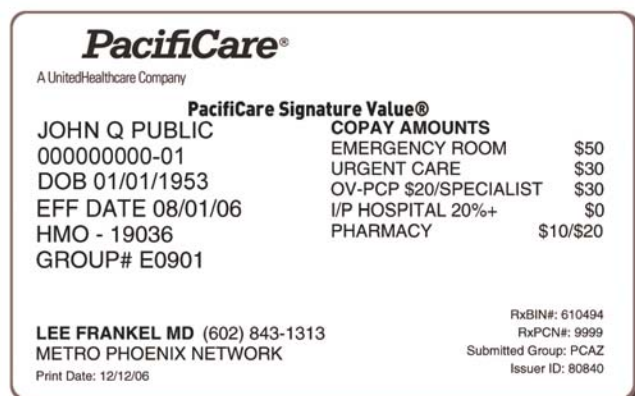 PacifiCare®
A UnitedHealthcare Company
PacifiCare Signature Value®
JOHN Q PUBLIC
000000000-01
DOB 01/01/1953
EFF DATE 08/01/06
HMO - 19036
GROUP# E0901
COPAY AMOUNTS
EMERGENCY ROOM $50
URGENT CARE $30
OV-PCP $20/SPECIALIST $30
I/P HOSPITAL 20%+ $0
PHARMACY $10/$20
LEE FRANKEL MD (602) 843-1313
METRO PHOENIX NETWORK
Print Date: 12/12/06
RxBIN#: 610494
RxPCN#: 9999
Submitted Group: PCAZ
Issuer ID: 80840